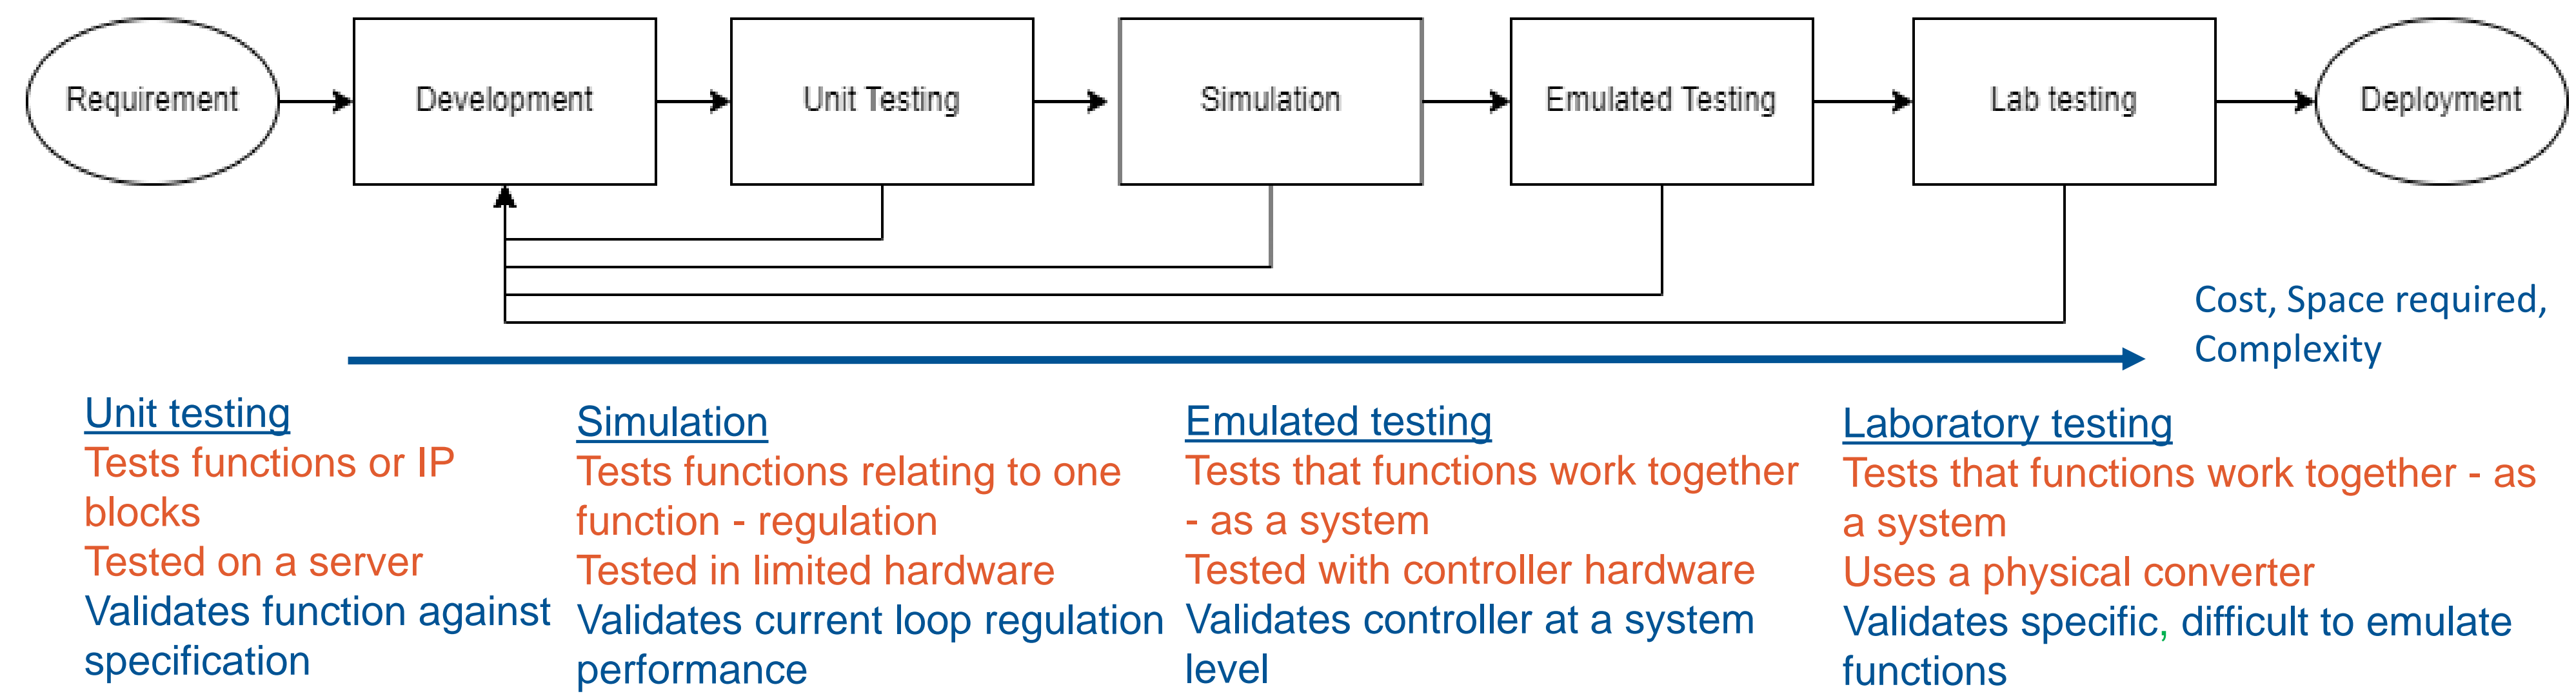 Requirement
Development
Unit Testing
Simulation
Emulated Testing
Lab testing
Deployment
Cost, Space required,
Complexity
Unit testing
Tests functions or IP
blocks
Tested on a server
Validates function against
specification
Simulation
Tests functions relating to one
function - regulation
Tested in limited hardware
Validates current loop regulation
performance
Emulated testing
Tests that functions work together
- as a system
Tested with controller hardware
Validates controller at a system
level
Laboratory testing
Tests that functions work together - as
a system
Uses a physical converter
Validates specific, difficult to emulate
functions